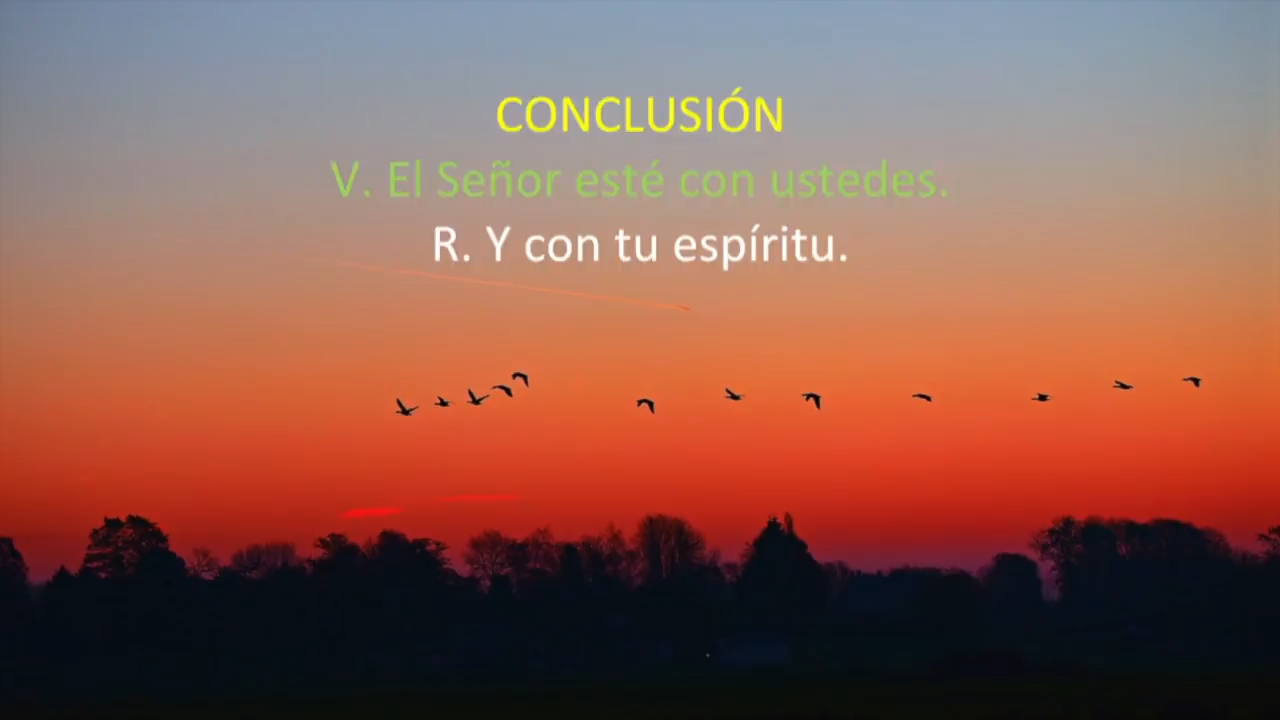 CONCLUSIÓN
V. El Señor esté con ustedes.
R. Y con tu espíritu.